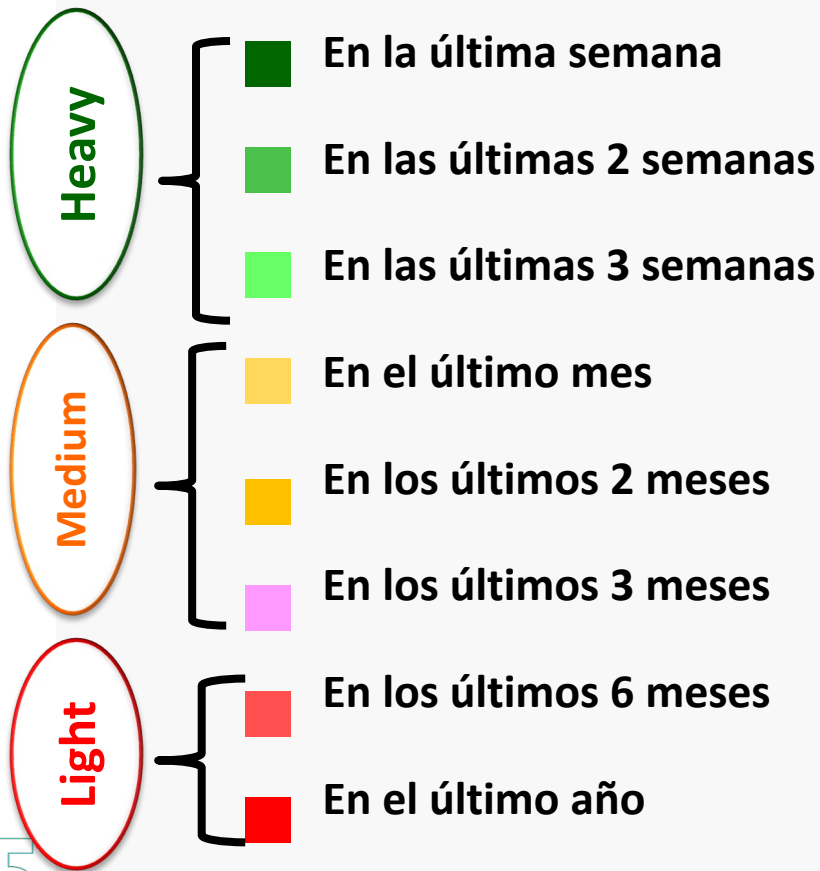 Heavy
En la última semana
En las últimas 2 semanas
En las últimas 3 semanas
Medium
En el último mes
En los últimos 2 meses
En los últimos 3 meses
Light
En los últimos 6 meses
En el último año